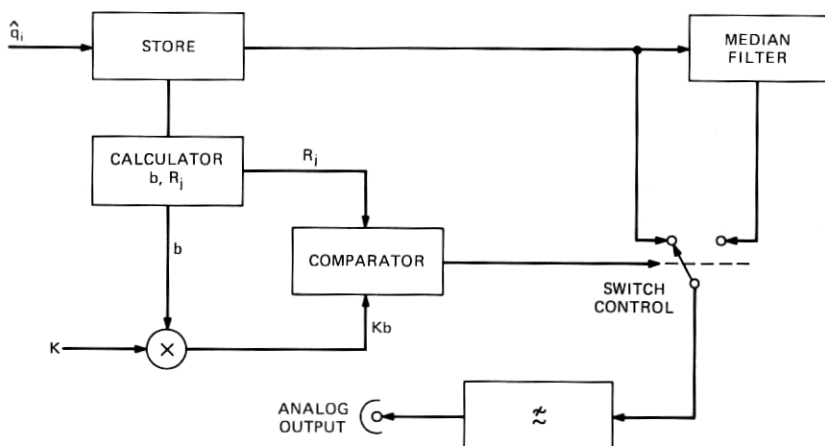 q̂ᵢ
STORE
MEDIAN
FILTER
CALCULATOR
b, Rⱼ
Rⱼ
b
COMPARATOR
SWITCH
CONTROL
Kb
K
×
ANALOG
OUTPUT